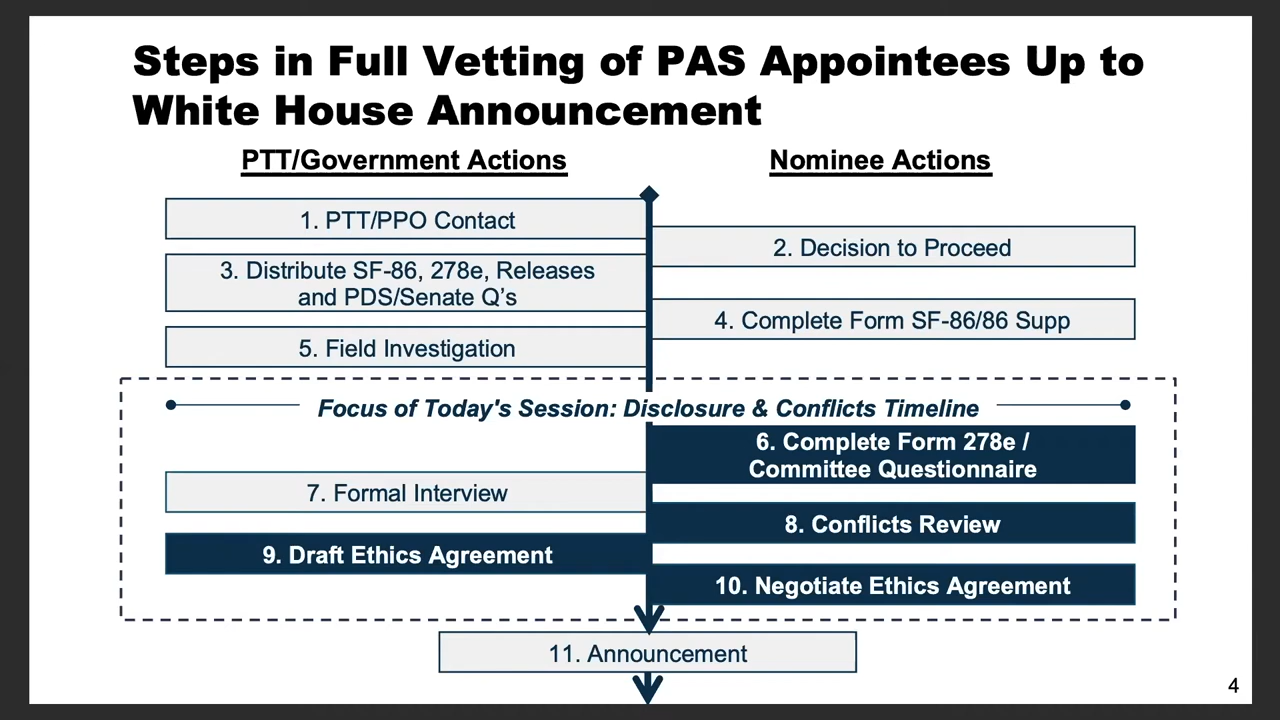 Steps in Full Vetting of PAS Appointees Up to
White House Announcement
PTT/Government Actions
Nominee Actions
1. PTT/PPO Contact
2. Decision to Proceed
3. Distribute SF-86, 278e, Releases
and PDS/Senate Q’s
4. Complete Form SF-86/86 Supp
5. Field Investigation
Focus of Today's Session: Disclosure & Conflicts Timeline
6. Complete Form 278e /
Committee Questionnaire
7. Formal Interview
8. Conflicts Review
9. Draft Ethics Agreement
10. Negotiate Ethics Agreement
11. Announcement
4